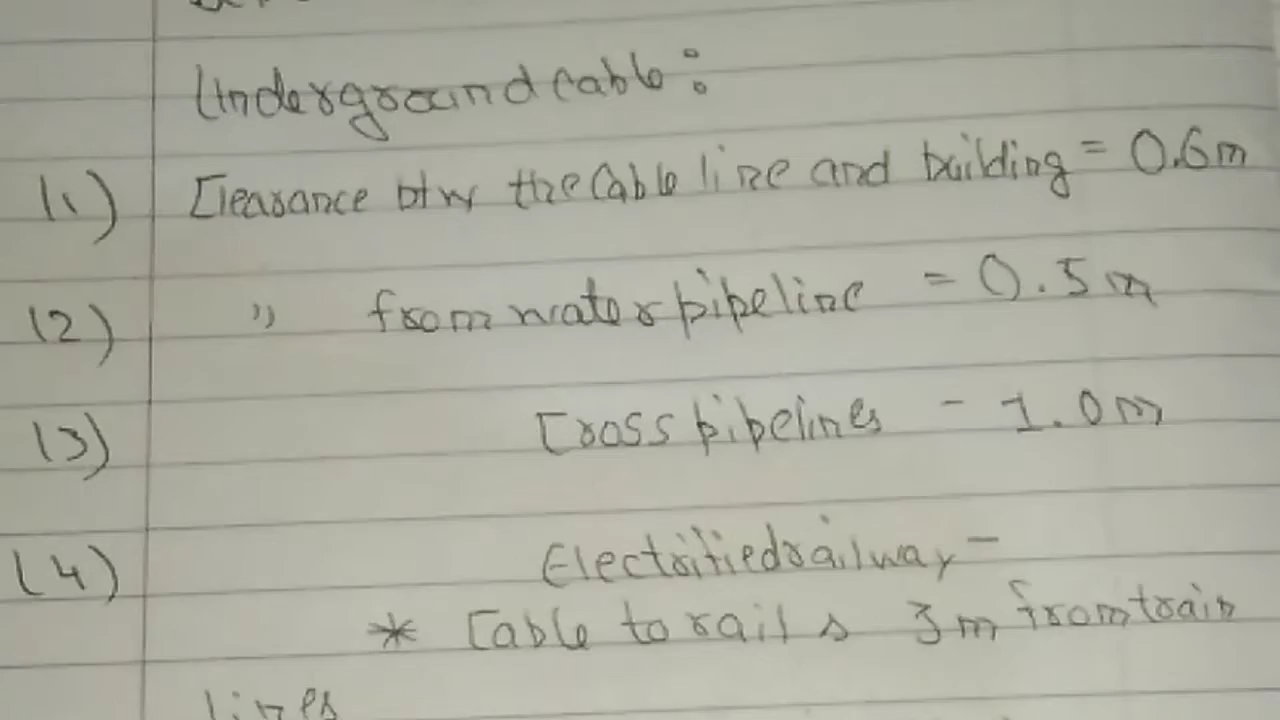 Underground cable:
(1) Clearance btw the Cable line and building = 0.6m
(2) " from water pipeline = 0.5m
(3) Cross pipelines - 1.0m
(4) Electrified railway -
* Cable to rails 3m from train
lines